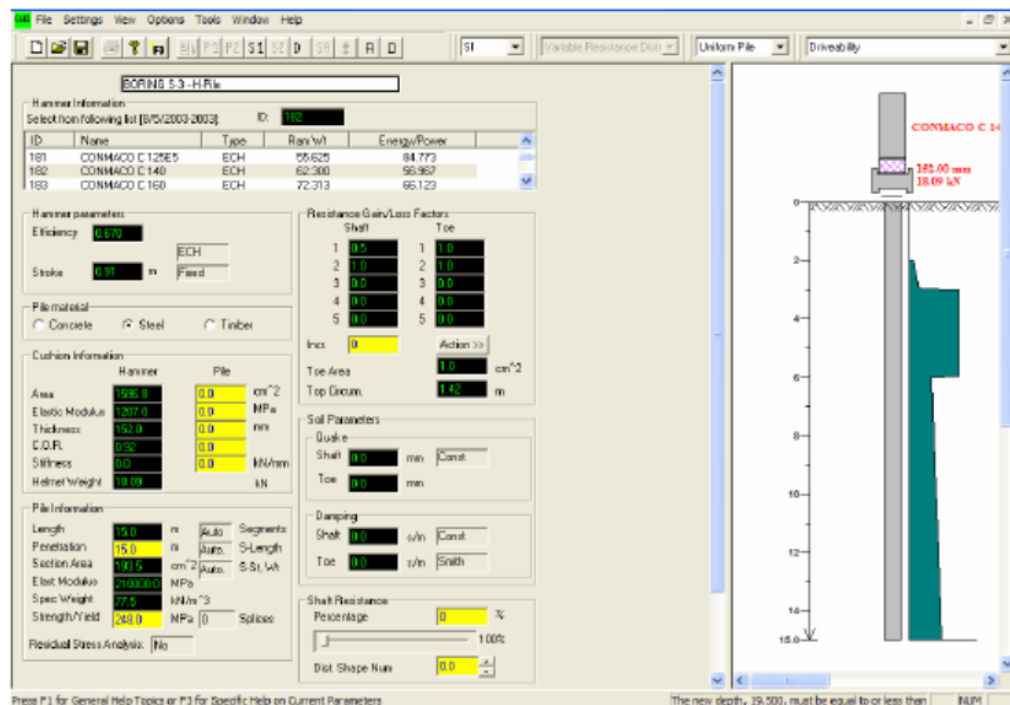 File Settings View Options Tools Window Help
SI Variable Resistance Disti Uniform Pile Driveability
BORING S-3 - H-Pile
Hammer Information
Select from following list [8/5/2003-2003]: ID: 182
ID Name Type Ram Wt Energy/Power
181 CONMACO C 125E5 ECH 55.625 84.773
182 CONMACO C 140 ECH 62.300 56.967
183 CONMACO C 160 ECH 72.313 66.123
Hammer parameters
Efficiency 0.670
ECH
Stroke 0.91 m Fixed
Pile material
Concrete Steel Timber
Cushion Information
Hammer Pile
Area 1596.8 0.0 cm^2
Elastic Modulus 1207.0 0.0 MPa
Thickness 152.0 0.0 mm
C.O.R. 0.92 0.0
Stiffness 0.0 0.0 kN/mm
Helmet Weight 18.09 kN
Pile Information
Length 15.0 m Auto Segments
Penetration 15.0 m Auto. S-Length
Section Area 190.5 cm^2 Auto. S-St, Wt
Elast Modulus 210000.0 MPa
Spec Weight 77.5 kN/m^3
Strength/Yield 248.0 MPa 0 Splices
Residual Stress Analysis: No
Resistance Gain/Loss Factors
Shaft Toe
1 0.5 1 1.0
2 1.0 2 1.0
3 0.0 3 0.0
4 0.0 4 0.0
5 0.0 5 0.0
Incs 0 Action >>
Toe Area 1.0 cm^2
Top Circum. 1.42 m
Soil Parameters
Quake
Shaft 0.0 mm Const
Toe 0.0 mm
Damping
Shaft 0.0 s/m Const
Toe 0.0 s/m Smith
Shaft Resistance
Percentage 0 %
100%
Dist. Shape Num 0.0
CONMACO C 14
152.00 mm
18.09 kN
0
2
4
6
8
10
12
14
15.0
Press F1 for General Help Topics or F3 for Specific Help on Current Parameters
The new depth, 19.500, must be equal to or less than NUM